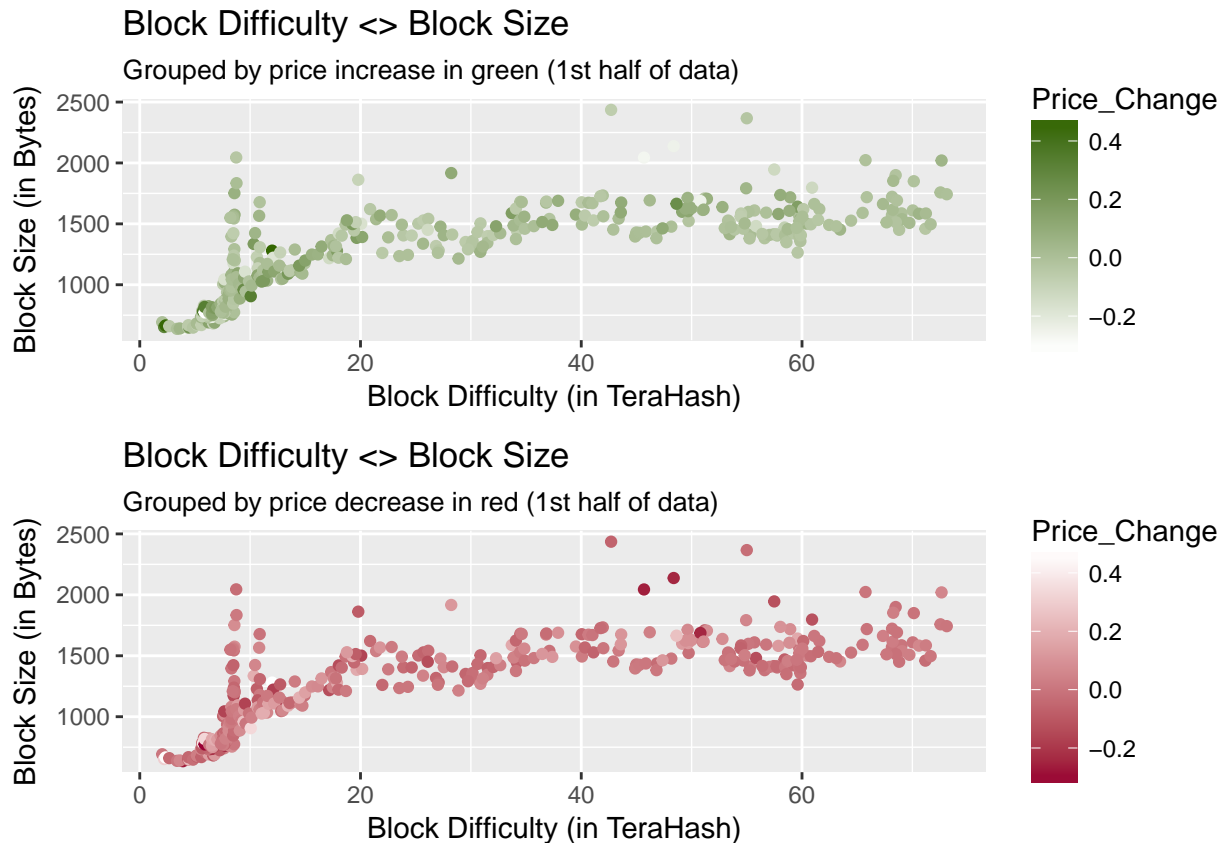 Block Difficulty <> Block Size
Grouped by price increase in green (1st half of data)
Block Size (in Bytes)
2500
2000
1500
1000
0
20
40
60
Block Difficulty (in TeraHash)
Price_Change
0.4
0.2
0.0
−0.2
Block Difficulty <> Block Size
Grouped by price decrease in red (1st half of data)
Block Size (in Bytes)
2500
2000
1500
1000
0
20
40
60
Block Difficulty (in TeraHash)
Price_Change
0.4
0.2
0.0
−0.2